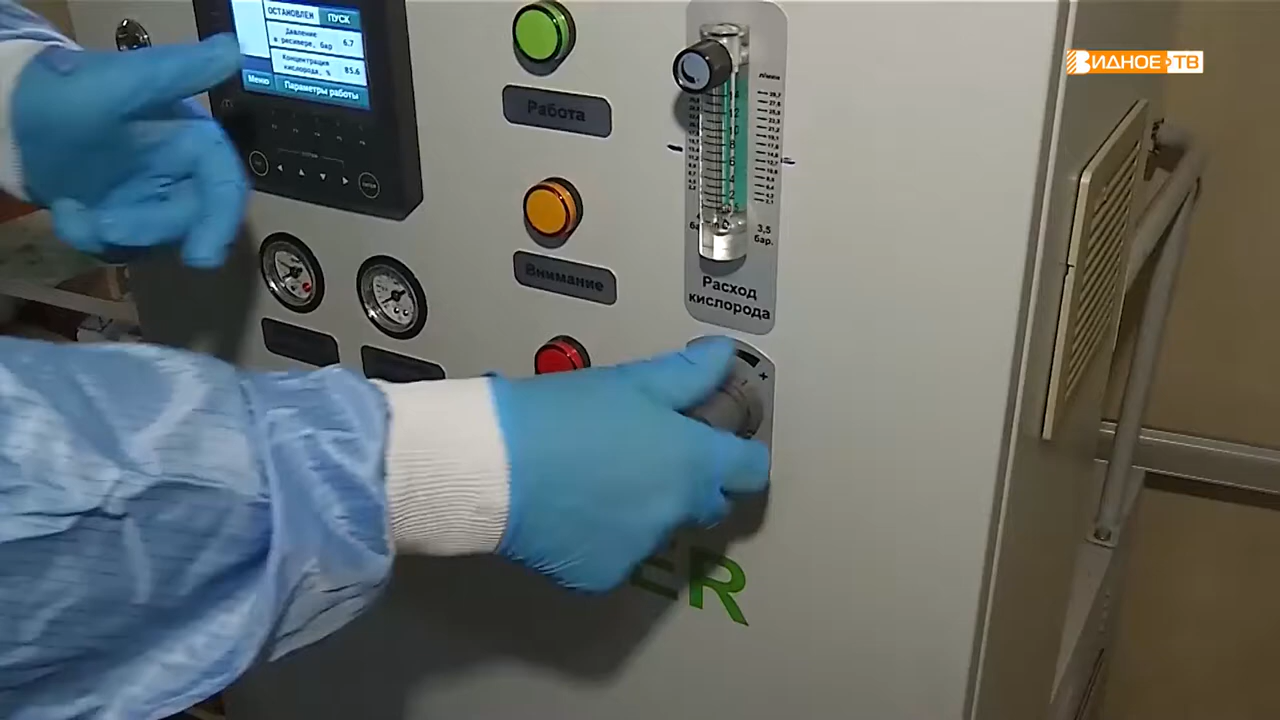 ОСТАНОВЛЕН ПУСК
Давление
в ресивере, бар 6.7
Концентрация
кислорода, % 85.6
Меню Параметры работы
Работа
Внимание
л/мин
3,5
бар.
Расход
кислорода
+
ER
ВИДНОЕ ТВ